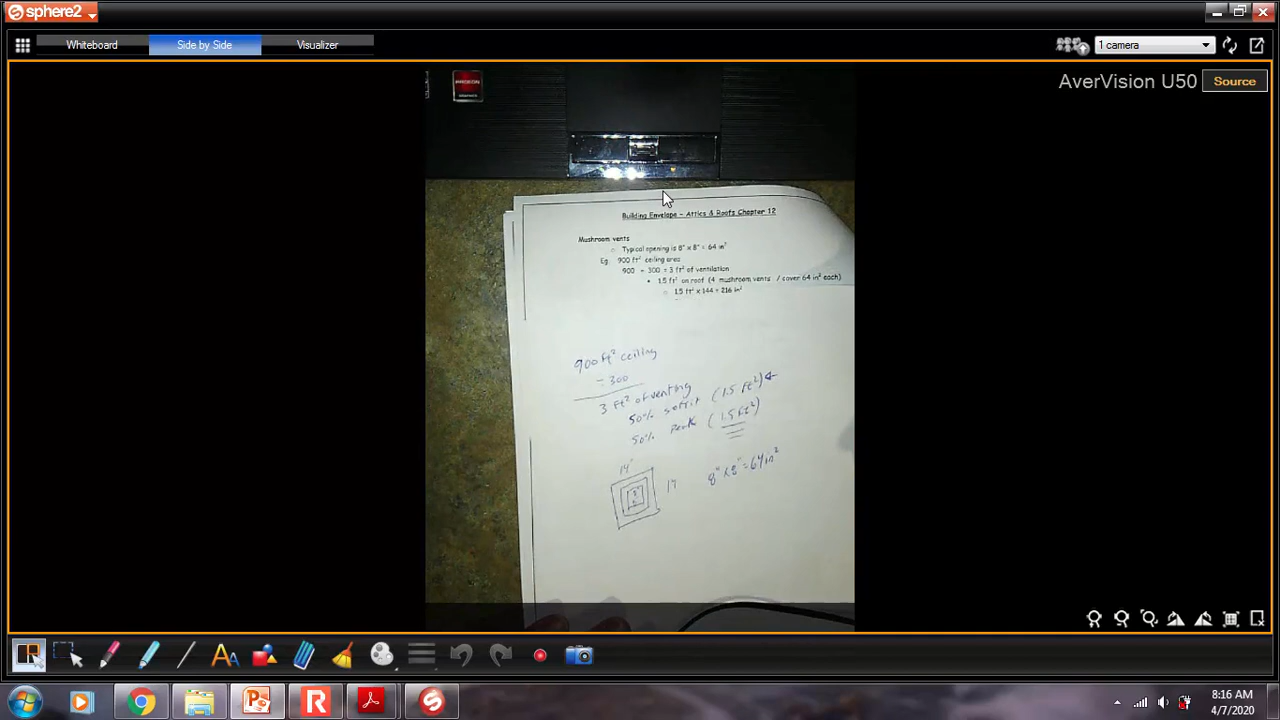 sphere2
Whiteboard
Side by Side
Visualizer
1 camera
AverVision U50
Source
RADEON
GRAPHICS
Building Envelope - Attics & Roofs Chapter 12
Mushroom vents
Typical opening is 8" x 8" = 64 in²
Eg. 900 ft² ceiling area
900 ÷ 300 = 3 ft² of ventilation
1.5 ft² on roof (4 mushroom vents / cover 64 in² each)
1.5 ft² x 144 = 216 in²
900 ft² ceiling
÷ 300
3 ft² of venting
50% soffit (1.5 ft²) ←
50% peak (1.5 ft²)
14"
8" x 8" = 64 in²
8:16 AM
4/7/2020